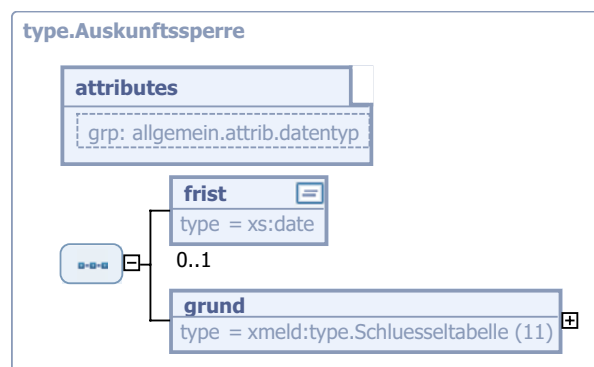 type.Auskunftssperre
attributes
grp: allgemein.attrib.datentyp
frist
type = xs:date
0..1
grund
type = xmeld:type.Schluesseltabelle (11)